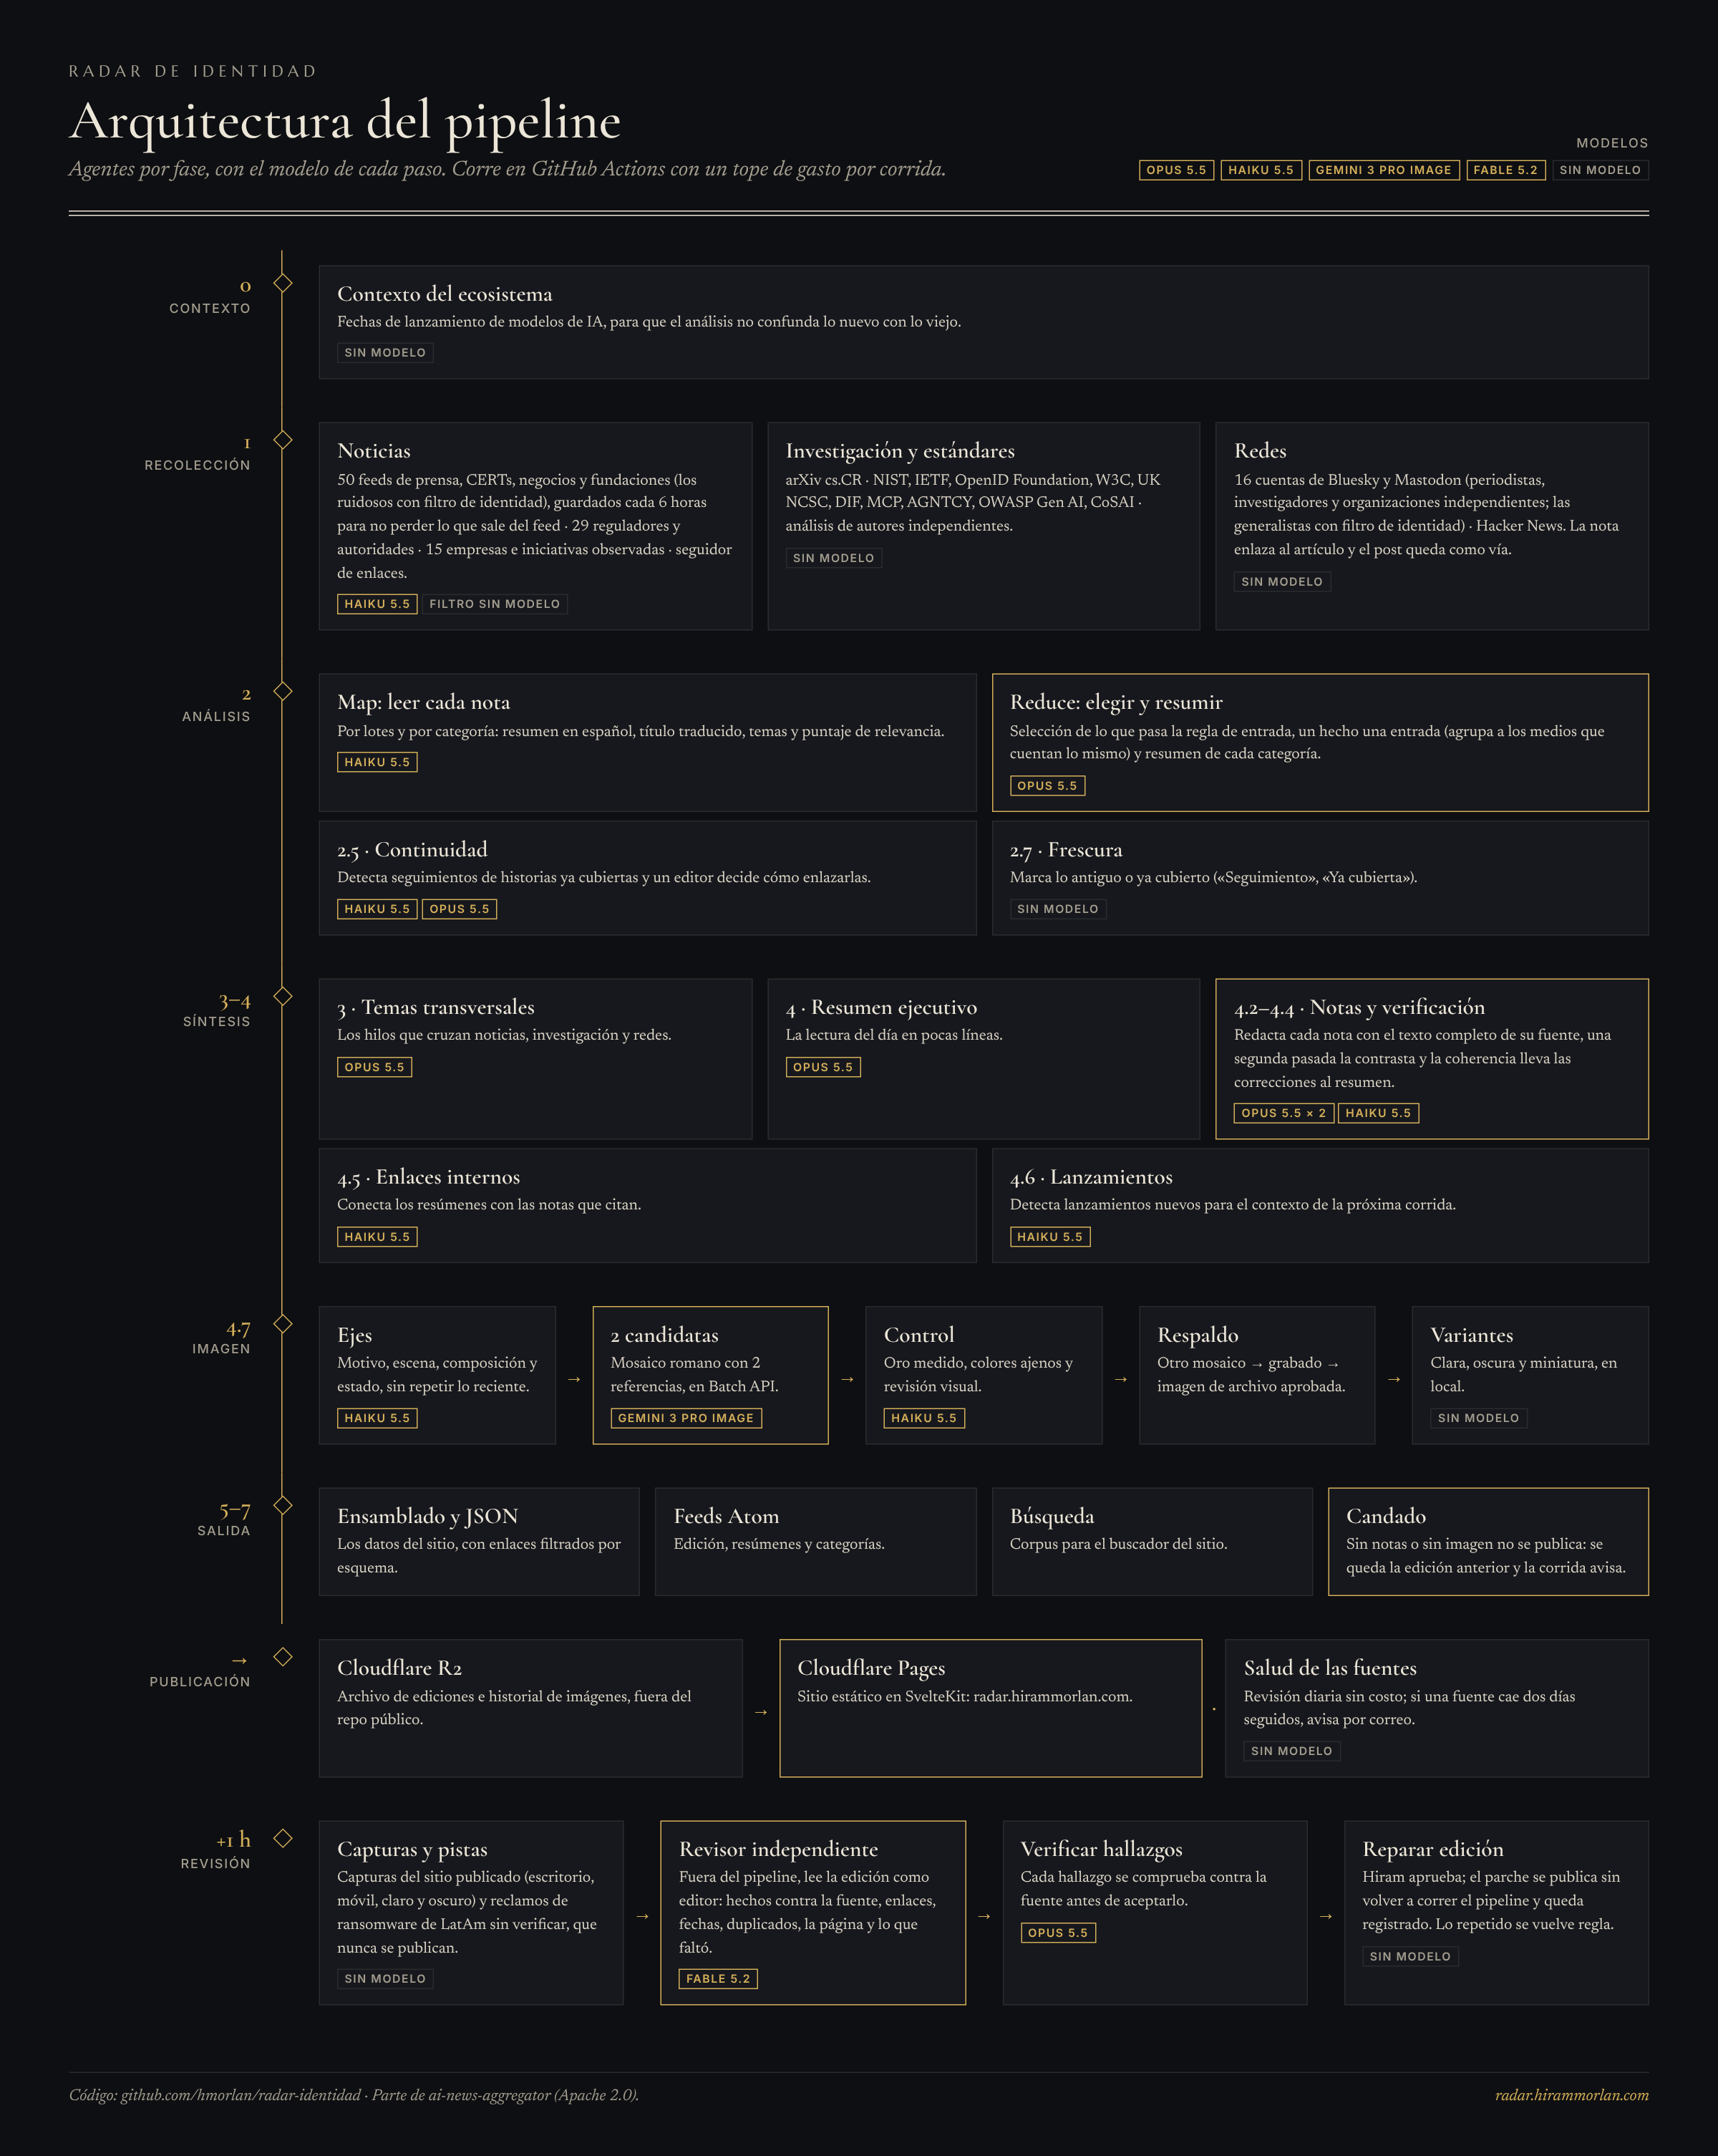 RADAR DE IDENTIDAD
Arquitectura del pipeline
Agentes por fase, con el modelo de cada paso. Corre en GitHub Actions con un tope de gasto por corrida.
MODELOS
OPUS 5.5 HAIKU 5.5 GEMINI 3 PRO IMAGE FABLE 5.2 SIN MODELO
0
CONTEXTO
Contexto del ecosistema
Fechas de lanzamiento de modelos de IA, para que el análisis no confunda lo nuevo con lo viejo.
SIN MODELO
1
RECOLECCIÓN
Noticias
50 feeds de prensa, CERTs, negocios y fundaciones (los
ruidosos con filtro de identidad), guardados cada 6 horas
para no perder lo que sale del feed · 29 reguladores y
autoridades · 15 empresas e iniciativas observadas · seguidor
de enlaces.
HAIKU 5.5 FILTRO SIN MODELO
Investigación y estándares
arXiv cs.CR · NIST, IETF, OpenID Foundation, W3C, UK
NCSC, DIF, MCP, AGNTCY, OWASP Gen AI, CoSAI ·
análisis de autores independientes.
SIN MODELO
Redes
16 cuentas de Bluesky y Mastodon (periodistas,
investigadores y organizaciones independientes; las
generalistas con filtro de identidad) · Hacker News. La nota
enlaza al artículo y el post queda como vía.
SIN MODELO
2
ANÁLISIS
Map: leer cada nota
Por lotes y por categoría: resumen en español, título traducido, temas y puntaje de relevancia.
HAIKU 5.5
Reduce: elegir y resumir
Selección de lo que pasa la regla de entrada, un hecho una entrada (agrupa a los medios que
cuentan lo mismo) y resumen de cada categoría.
OPUS 5.5
2.5 · Continuidad
Detecta seguimientos de historias ya cubiertas y un editor decide cómo enlazarlas.
HAIKU 5.5 OPUS 5.5
2.7 · Frescura
Marca lo antiguo o ya cubierto («Seguimiento», «Ya cubierta»).
SIN MODELO
3–4
SÍNTESIS
3 · Temas transversales
Los hilos que cruzan noticias, investigación y redes.
OPUS 5.5
4 · Resumen ejecutivo
La lectura del día en pocas líneas.
OPUS 5.5
4.2–4.4 · Notas y verificación
Redacta cada nota con el texto completo de su fuente, una
segunda pasada la contrasta y la coherencia lleva las
correcciones al resumen.
OPUS 5.5 × 2 HAIKU 5.5
4.5 · Enlaces internos
Conecta los resúmenes con las notas que citan.
HAIKU 5.5
4.6 · Lanzamientos
Detecta lanzamientos nuevos para el contexto de la próxima corrida.
HAIKU 5.5
4.7
IMAGEN
Ejes
Motivo, escena, composición y
estado, sin repetir lo reciente.
HAIKU 5.5
→
2 candidatas
Mosaico romano con 2
referencias, en Batch API.
GEMINI 3 PRO IMAGE
→
Control
Oro medido, colores ajenos y
revisión visual.
HAIKU 5.5
→
Respaldo
Otro mosaico → grabado →
imagen de archivo aprobada.
→
Variantes
Clara, oscura y miniatura, en
local.
SIN MODELO
5–7
SALIDA
Ensamblado y JSON
Los datos del sitio, con enlaces filtrados por
esquema.
Feeds Atom
Edición, resúmenes y categorías.
Búsqueda
Corpus para el buscador del sitio.
Candado
Sin notas o sin imagen no se publica: se
queda la edición anterior y la corrida avisa.
→
PUBLICACIÓN
Cloudflare R2
Archivo de ediciones e historial de imágenes, fuera del
repo público.
→
Cloudflare Pages
Sitio estático en SvelteKit: radar.hirammorlan.com.
·
Salud de las fuentes
Revisión diaria sin costo; si una fuente cae dos días
seguidos, avisa por correo.
SIN MODELO
+1 h
REVISIÓN
Capturas y pistas
Capturas del sitio publicado (escritorio,
móvil, claro y oscuro) y reclamos de
ransomware de LatAm sin verificar, que
nunca se publican.
SIN MODELO
→
Revisor independiente
Fuera del pipeline, lee la edición como
editor: hechos contra la fuente, enlaces,
fechas, duplicados, la página y lo que
faltó.
FABLE 5.2
→
Verificar hallazgos
Cada hallazgo se comprueba contra la
fuente antes de aceptarlo.
OPUS 5.5
→
Reparar edición
Hiram aprueba; el parche se publica sin
volver a correr el pipeline y queda
registrado. Lo repetido se vuelve regla.
SIN MODELO
Código: github.com/hmorlan/radar-identidad · Parte de ai-news-aggregator (Apache 2.0).
radar.hirammorlan.com